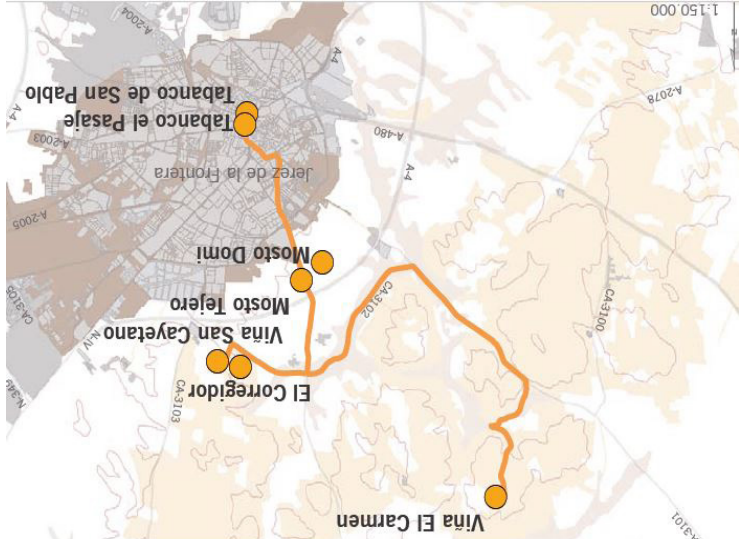 CA-3101
Viña El Carmen
CA-3103
El Corregidor
N-349
N-IV
Viña San Cayetano
CA-3100
CA-3102
Mosto Tejero
Mosto Domi
A-2005
Jerez de la Frontera
A-4
A-2003
A-480
Tabanco el Pasaje
A-4
A-2078
Tabanco de San Pablo
A-4
A-2004
1:150.000